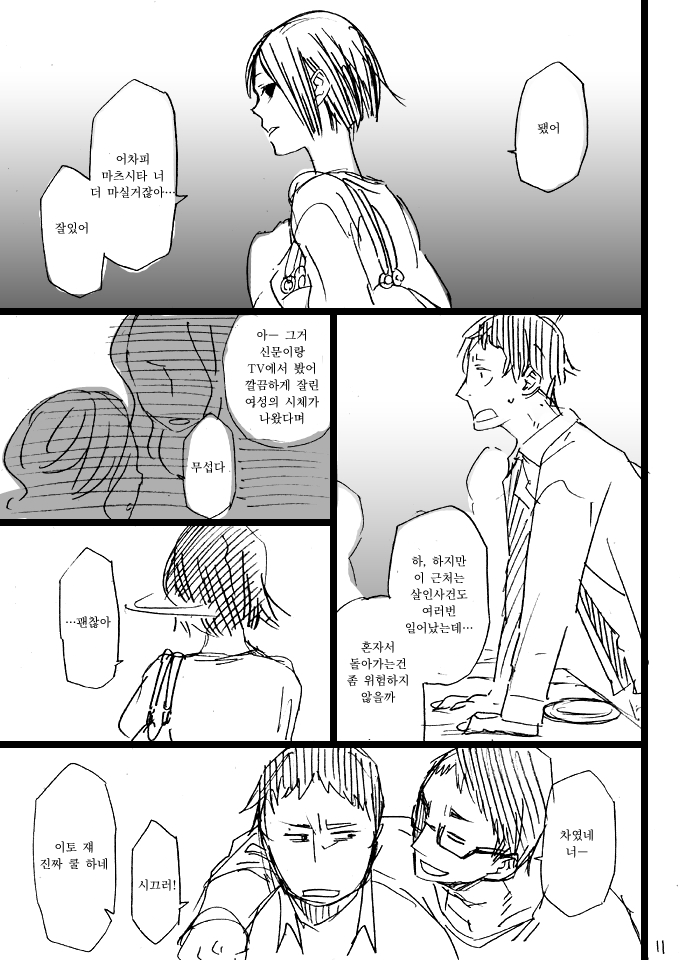 됐어
어차피
마츠시타 너
더 마실거잖아…
잘있어
하, 하지만
이 근처는
살인사건도
여러번
일어났는데…
혼자서
돌아가는건
좀 위험하지
않을까
아— 그거
신문이랑
TV에서 봤어
깔끔하게 잘린
여성의 시체가
나왔다며
무섭다
…괜찮아
차였네
너—
시끄러!
이토 쟤
진짜 쿨 하네
11